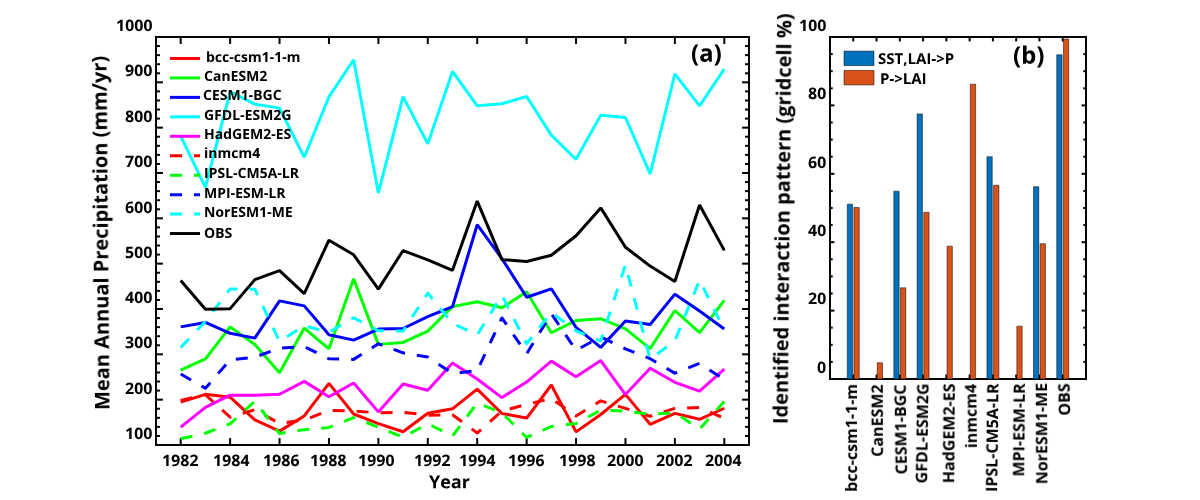 Mean Annual Precipitation (mm/yr)
1000
900
800
700
600
500
400
300
200
100
(a)
bcc-csm1-1-m
CanESM2
CESM1-BGC
GFDL-ESM2G
HadGEM2-ES
inmcm4
IPSL-CM5A-LR
MPI-ESM-LR
NorESM1-ME
OBS
1982 1984 1986 1988 1990 1992 1994 1996 1998 2000 2002 2004
Year
Identified interaction pattern (gridcell %)
100
80
60
40
20
0
(b)
SST,LAI->P
P->LAI
bcc-csm1-1-m
CanESM2
CESM1-BGC
GFDL-ESM2G
HadGEM2-ES
inmcm4
IPSL-CM5A-LR
MPI-ESM-LR
NorESM1-ME
OBS